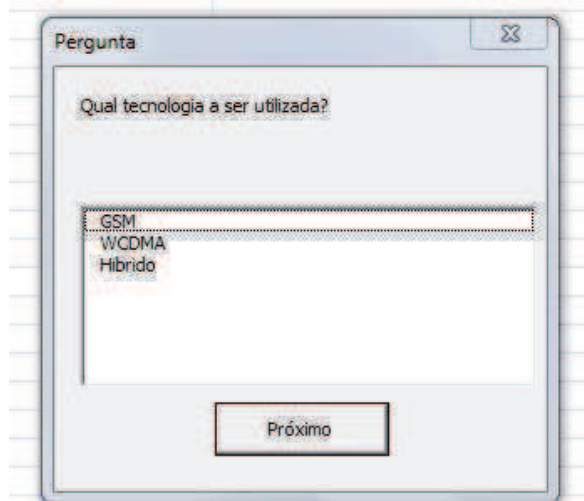 Pergunta
Qual tecnologia a ser utilizada?
GSM
WCDMA
Hibrido
Próximo